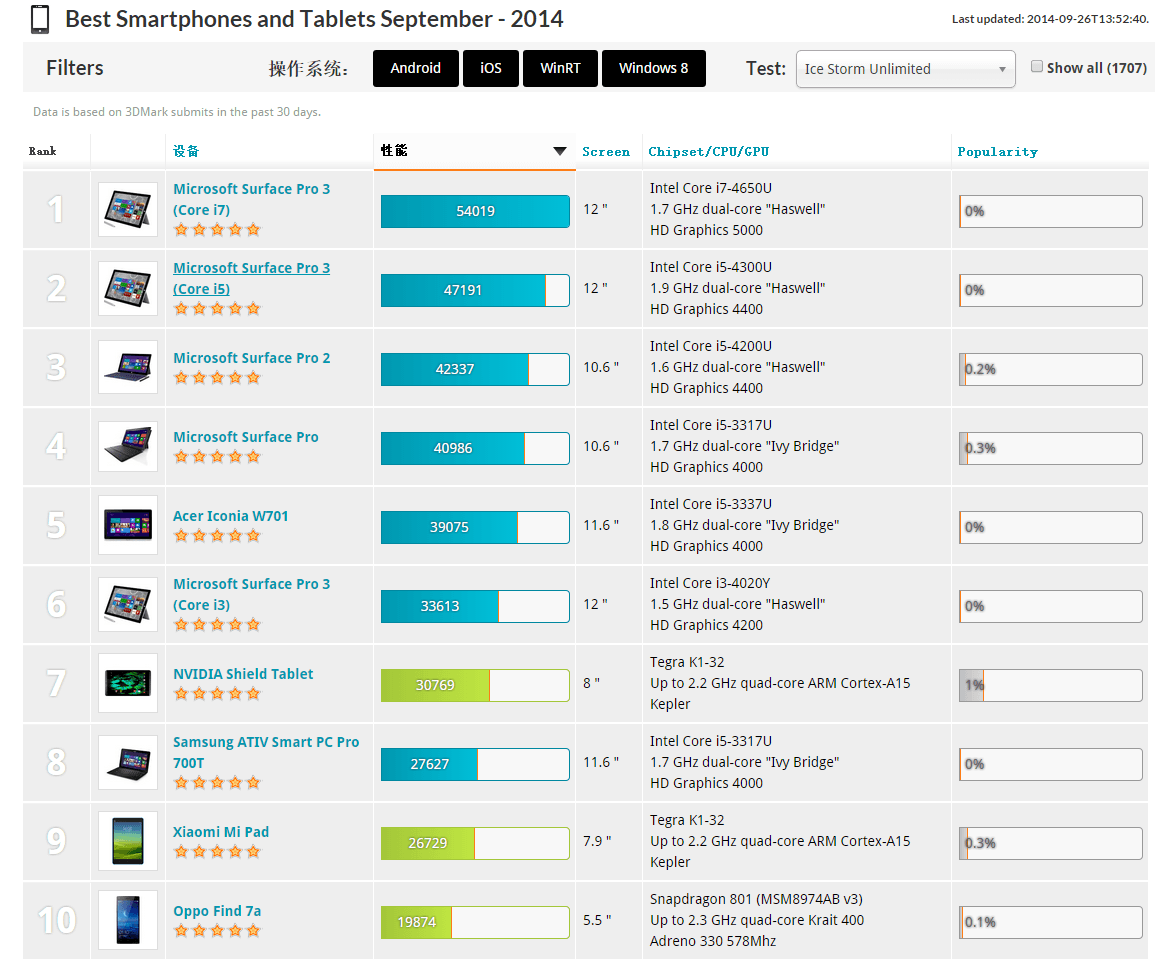 Best Smartphones and Tablets September - 2014
Last updated: 2014-09-26T13:52:40.
Filters
操作系统:
Android
iOS
WinRT
Windows 8
Test:
Ice Storm Unlimited
Show all (1707)
Data is based on 3DMark submits in the past 30 days.
Rank
设备
性能
Screen
Chipset/CPU/GPU
Popularity
1
Microsoft Surface Pro 3
(Core i7)
54019
12 "
Intel Core i7-4650U
1.7 GHz dual-core "Haswell"
HD Graphics 5000
0%
2
Microsoft Surface Pro 3
(Core i5)
47191
12 "
Intel Core i5-4300U
1.9 GHz dual-core "Haswell"
HD Graphics 4400
0%
3
Microsoft Surface Pro 2
42337
10.6 "
Intel Core i5-4200U
1.6 GHz dual-core "Haswell"
HD Graphics 4400
0.2%
4
Microsoft Surface Pro
40986
10.6 "
Intel Core i5-3317U
1.7 GHz dual-core "Ivy Bridge"
HD Graphics 4000
0.3%
5
Acer Iconia W701
39075
11.6 "
Intel Core i5-3337U
1.8 GHz dual-core "Ivy Bridge"
HD Graphics 4000
0%
6
Microsoft Surface Pro 3
(Core i3)
33613
12 "
Intel Core i3-4020Y
1.5 GHz dual-core "Haswell"
HD Graphics 4200
0%
7
NVIDIA Shield Tablet
30769
8 "
Tegra K1-32
Up to 2.2 GHz quad-core ARM Cortex-A15
Kepler
1%
8
Samsung ATIV Smart PC Pro
700T
27627
11.6 "
Intel Core i5-3317U
1.7 GHz dual-core "Ivy Bridge"
HD Graphics 4000
0%
9
Xiaomi Mi Pad
26729
7.9 "
Tegra K1-32
Up to 2.2 GHz quad-core ARM Cortex-A15
Kepler
0.3%
10
Oppo Find 7a
19874
5.5 "
Snapdragon 801 (MSM8974AB v3)
Up to 2.3 GHz quad-core Krait 400
Adreno 330 578Mhz
0.1%